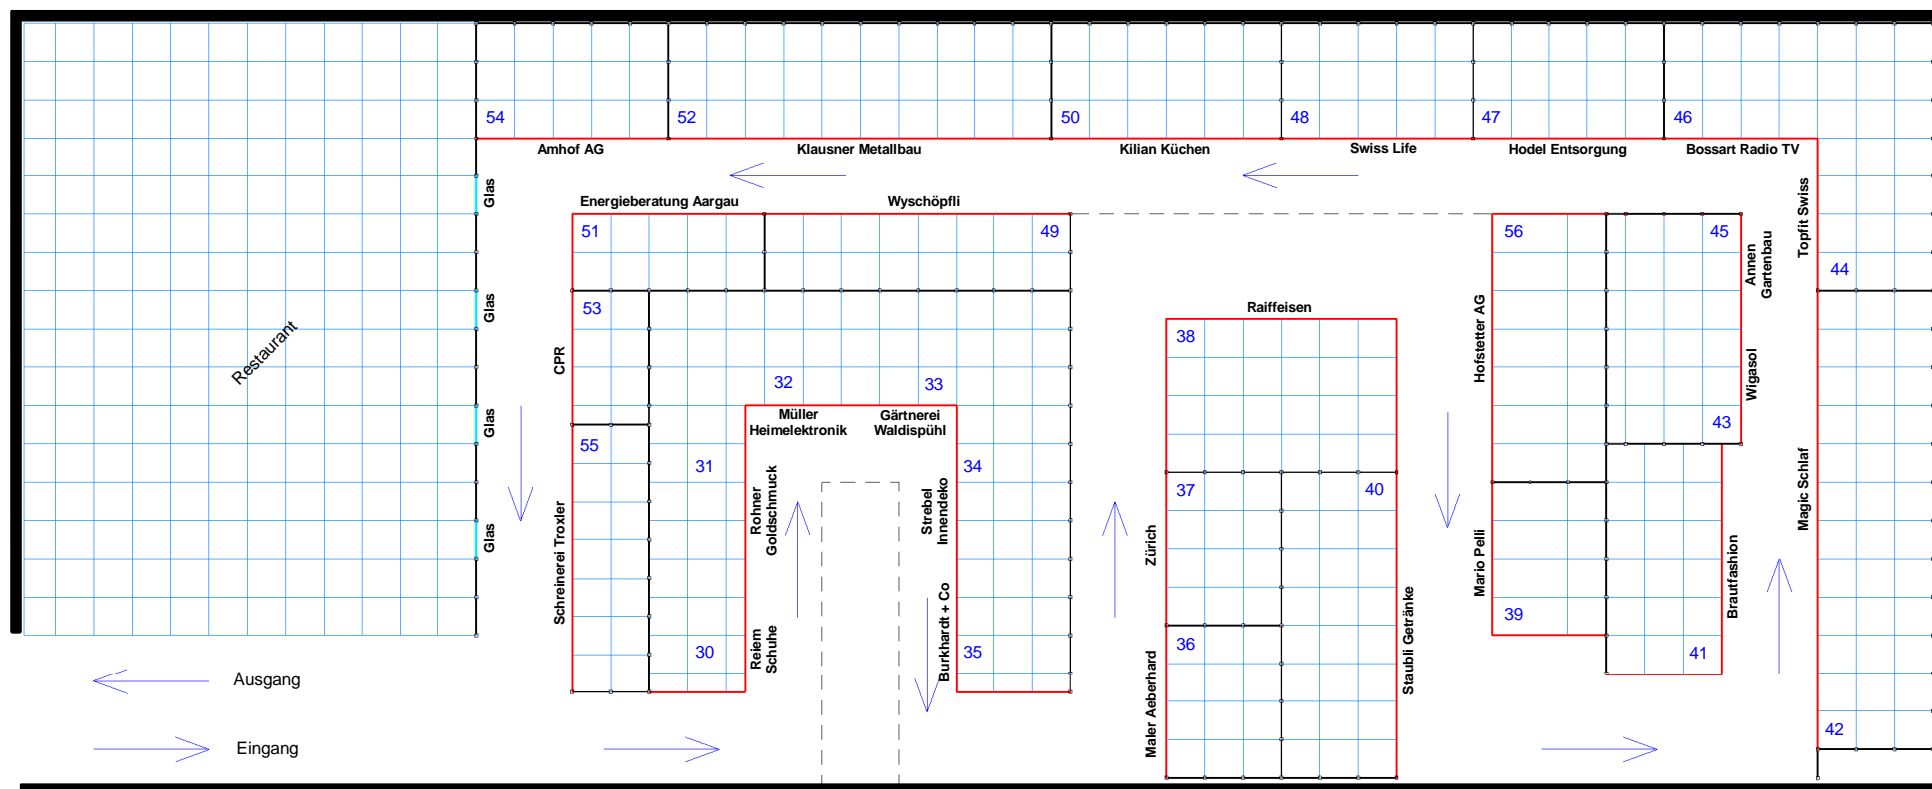 54
52
50
48
47
46
Amhof AG
Klausner Metallbau
Kilian Küchen
Swiss Life
Hodel Entsorgung
Bossart Radio TV
Glas
Glas
Glas
Glas
Restaurant
Energieberatung Aargau
Wyschöpfli
51
49
53
CPR
55
Schreinerei Troxler
32
33
Müller
Heimelektronik
Gärtnerei
Waldispühl
31
34
Rohner
Goldschmuck
Strebel
Innendeko
30
Reiem
Schuhe
Burkhardt + Co
35
Raiffeisen
38
37
40
Zürich
36
Maler Aeberhard
Staubli Getränke
56
Hofstetter AG
Mario Pelli
39
45
Annen
Gartenbau
Wigasol
43
Brautfashion
41
Topfit Swiss
44
Magic Schlaf
42
Ausgang
Eingang